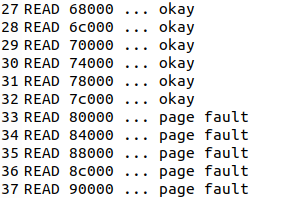 27 READ 68000 ... okay
28 READ 6c000 ... okay
29 READ 70000 ... okay
30 READ 74000 ... okay
31 READ 78000 ... okay
32 READ 7c000 ... okay
33 READ 80000 ... page fault
34 READ 84000 ... page fault
35 READ 88000 ... page fault
36 READ 8c000 ... page fault
37 READ 90000 ... page fault